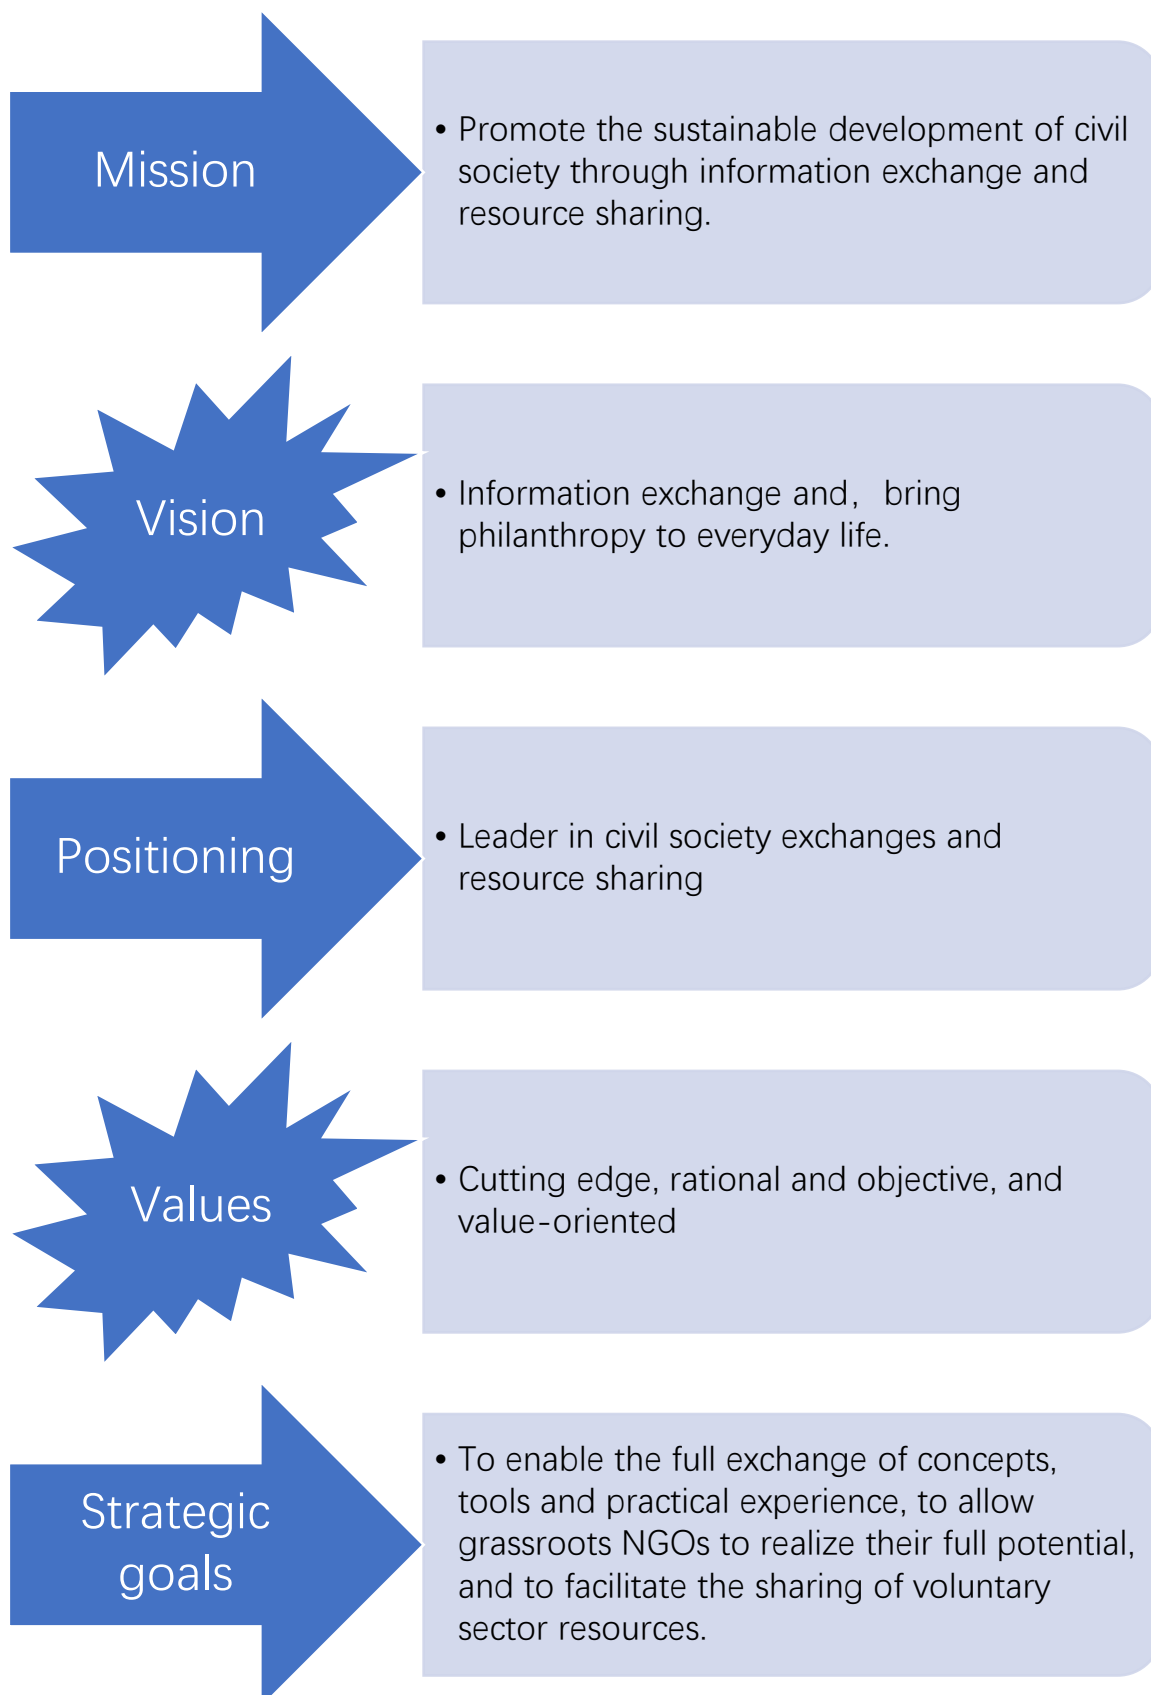 Mission
• Promote the sustainable development of civil
society through information exchange and
resource sharing.
Vision
• Information exchange and， bring
philanthropy to everyday life.
Positioning
• Leader in civil society exchanges and
resource sharing
Values
• Cutting edge, rational and objective, and
value-oriented
Strategic
goals
• To enable the full exchange of concepts,
tools and practical experience, to allow
grassroots NGOs to realize their full potential,
and to facilitate the sharing of voluntary
sector resources.